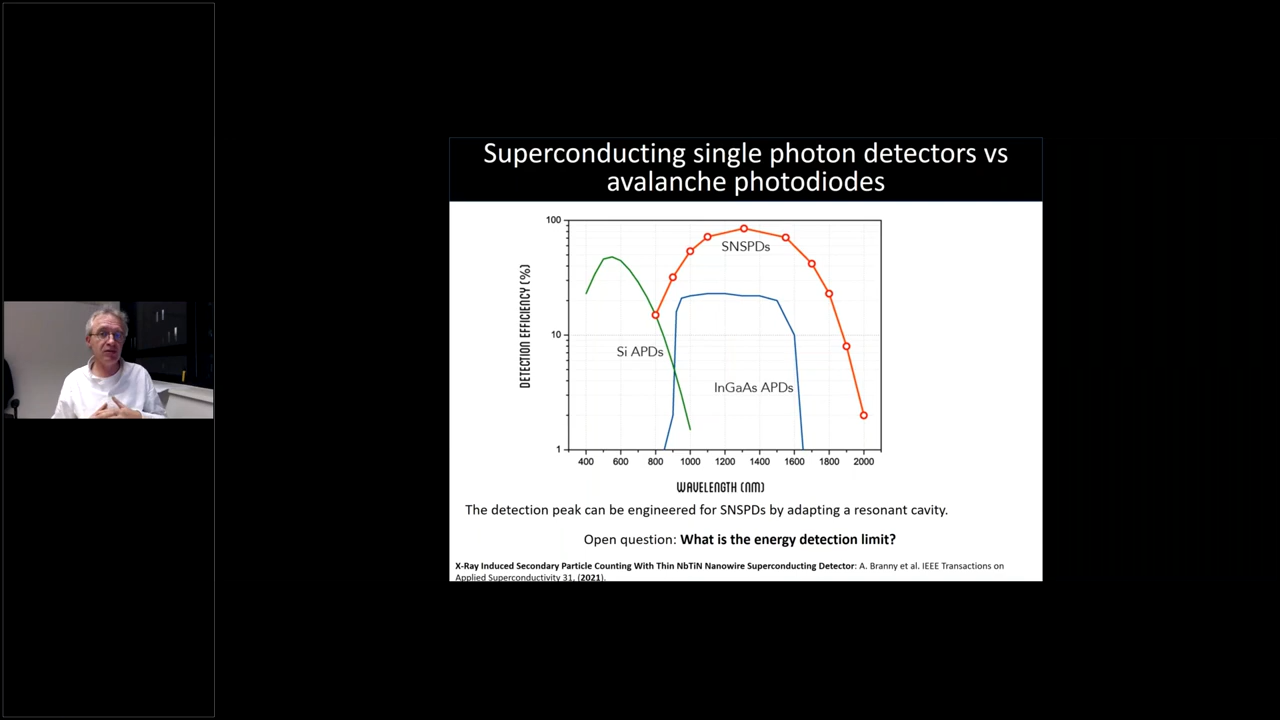 Superconducting single photon detectors vs
avalanche photodiodes
100
10
1
DETECTION EFFICIENCY (%)
SNSPDs
Si APDs
InGaAs APDs
400 600 800 1000 1200 1400 1600 1800 2000
WAVELENGTH (NM)
The detection peak can be engineered for SNSPDs by adapting a resonant cavity.
Open question: What is the energy detection limit?
X-Ray Induced Secondary Particle Counting With Thin NbTiN Nanowire Superconducting Detector: A. Branny et al. IEEE Transactions on
Applied Superconductivity 31, (2021).